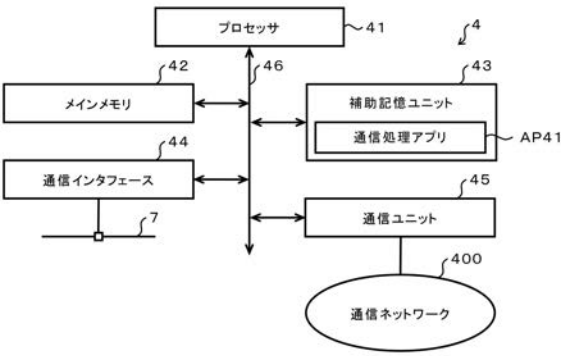 プロセッサ
41
4
42
46
43
メインメモリ
補助記憶ユニット
通信処理アプリ
AP41
44
通信インタフェース
45
7
通信ユニット
400
通信ネットワーク